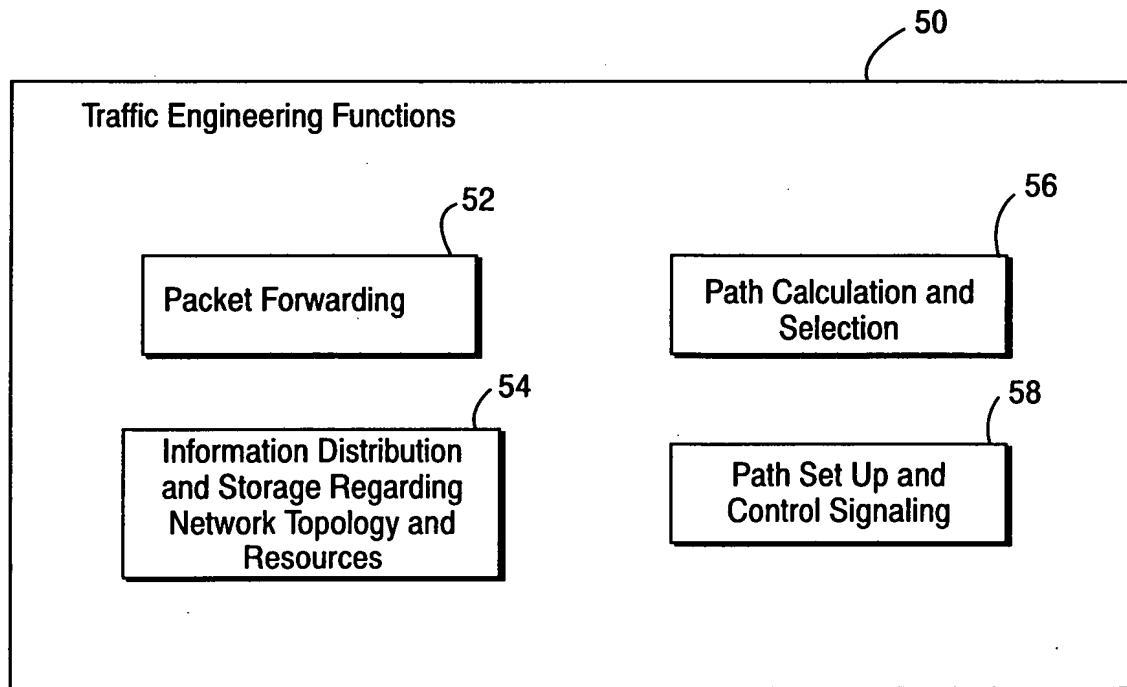 50
Traffic Engineering Functions
52
Packet Forwarding
56
Path Calculation and
Selection
54
Information Distribution
and Storage Regarding
Network Topology and
Resources
58
Path Set Up and
Control Signaling